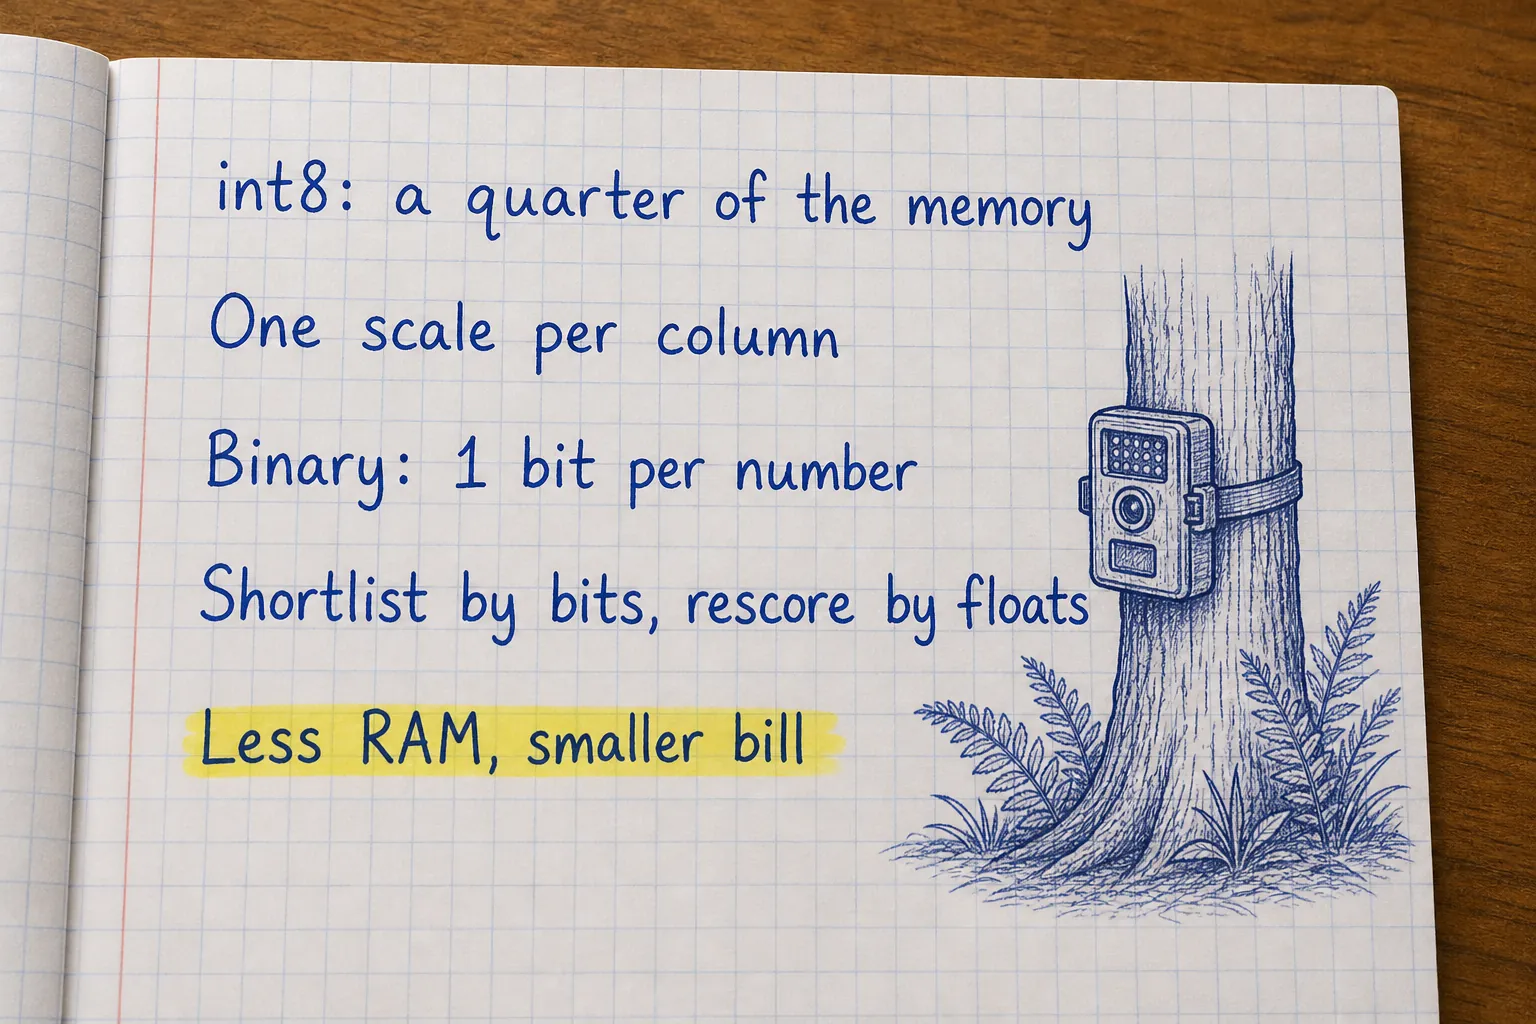 int8: a quarter of the memory
One scale per column
Binary: 1 bit per number
Shortlist by bits, rescore by floats
Less RAM, smaller bill